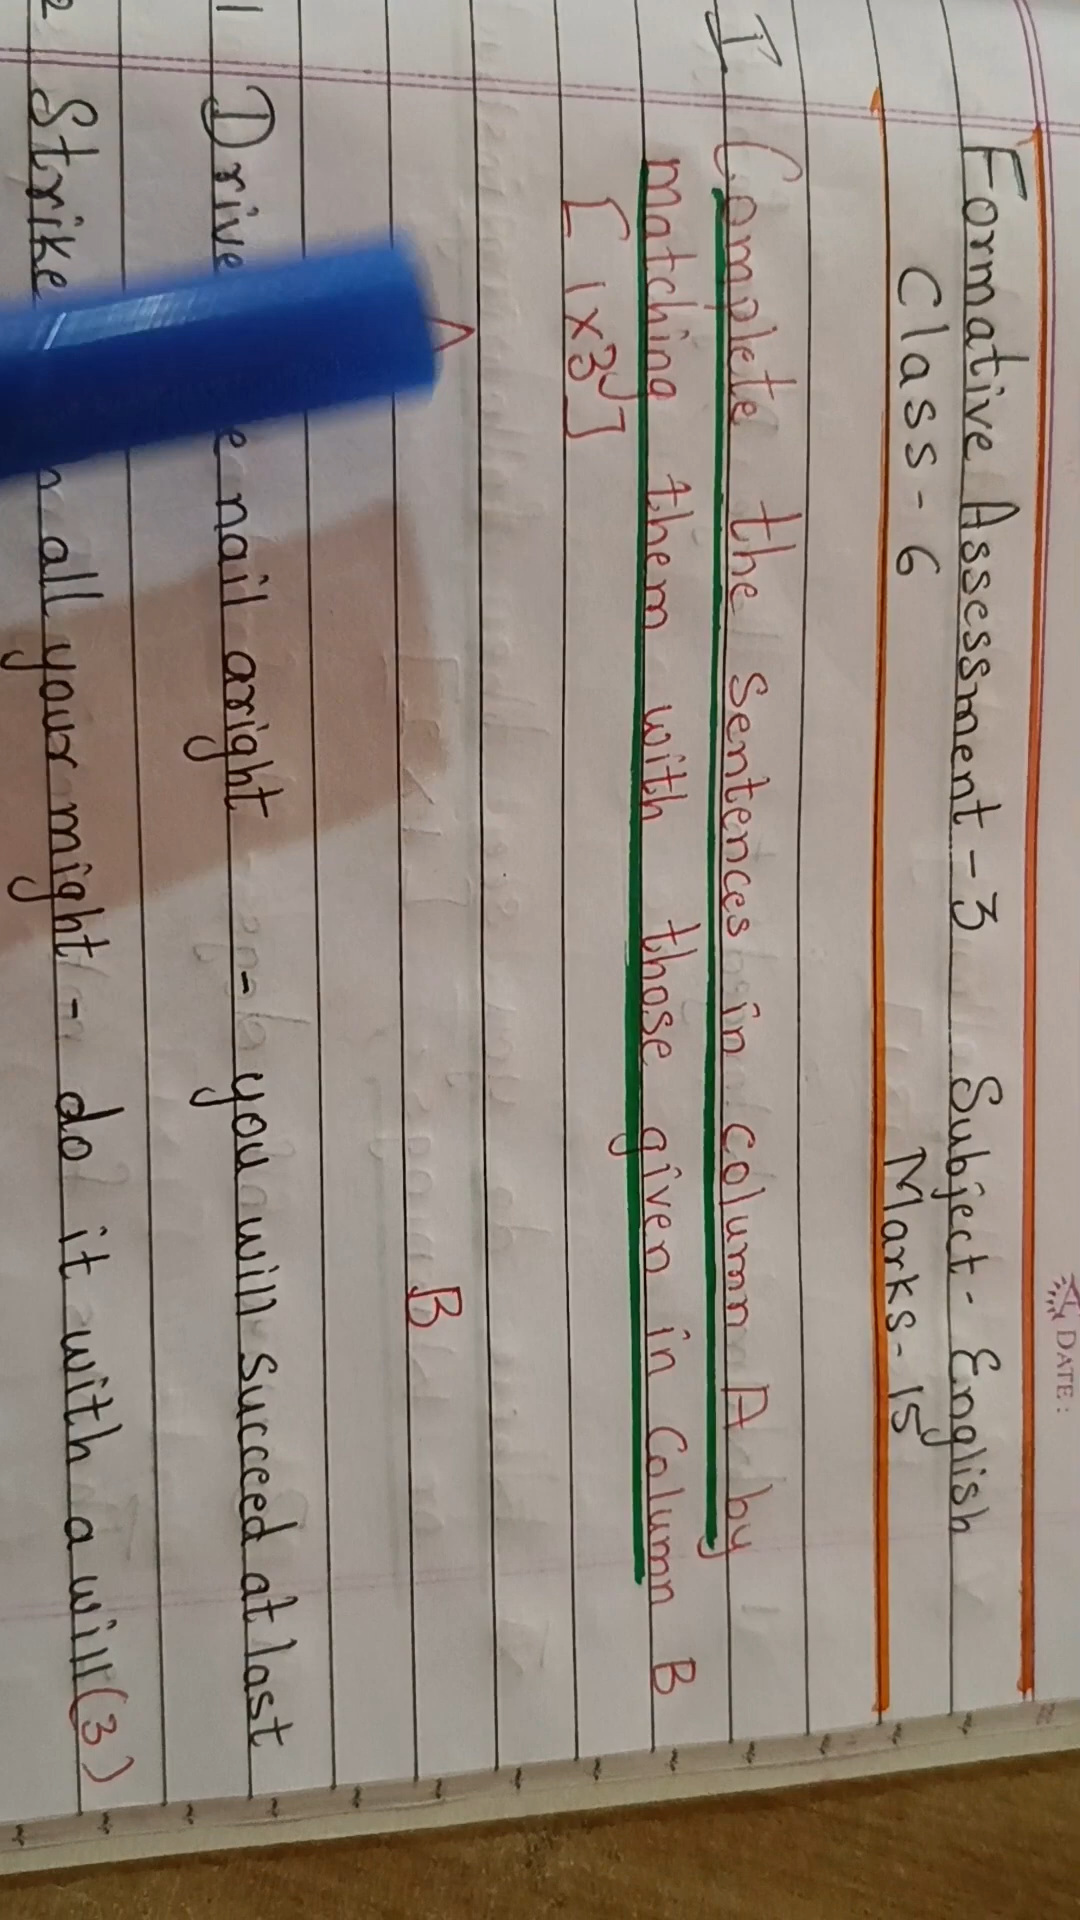 DATE:
Formative Assessment-3 Subject- English
Class-6 Marks-15
I Complete the Sentences in column A by
matching them with those given in Column B
[1x3]
A B
1 Drive nail aright - you will succeed at last
2 Strike all your might - do it with a will (3)